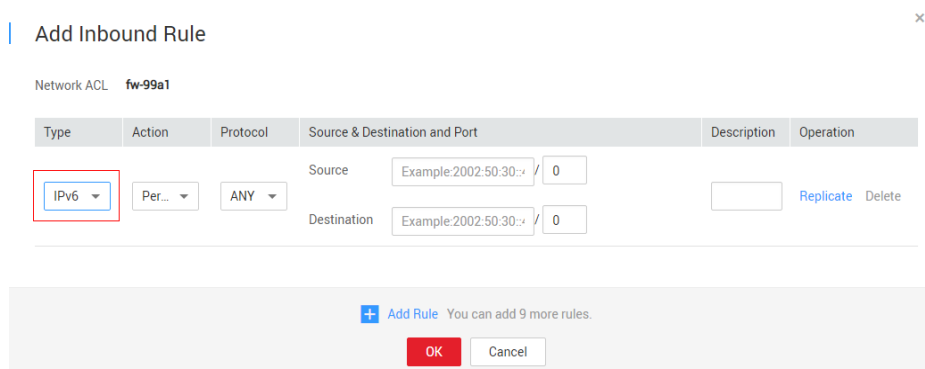 ×
Add Inbound Rule
Network ACL fw-99a1
Type Action Protocol Source & Destination and Port Description Operation
Source Example:2002:50:30::4 / 0
IPv6 Per... ANY Replicate Delete
Destination Example:2002:50:30::4 / 0
+ Add Rule You can add 9 more rules.
OK Cancel